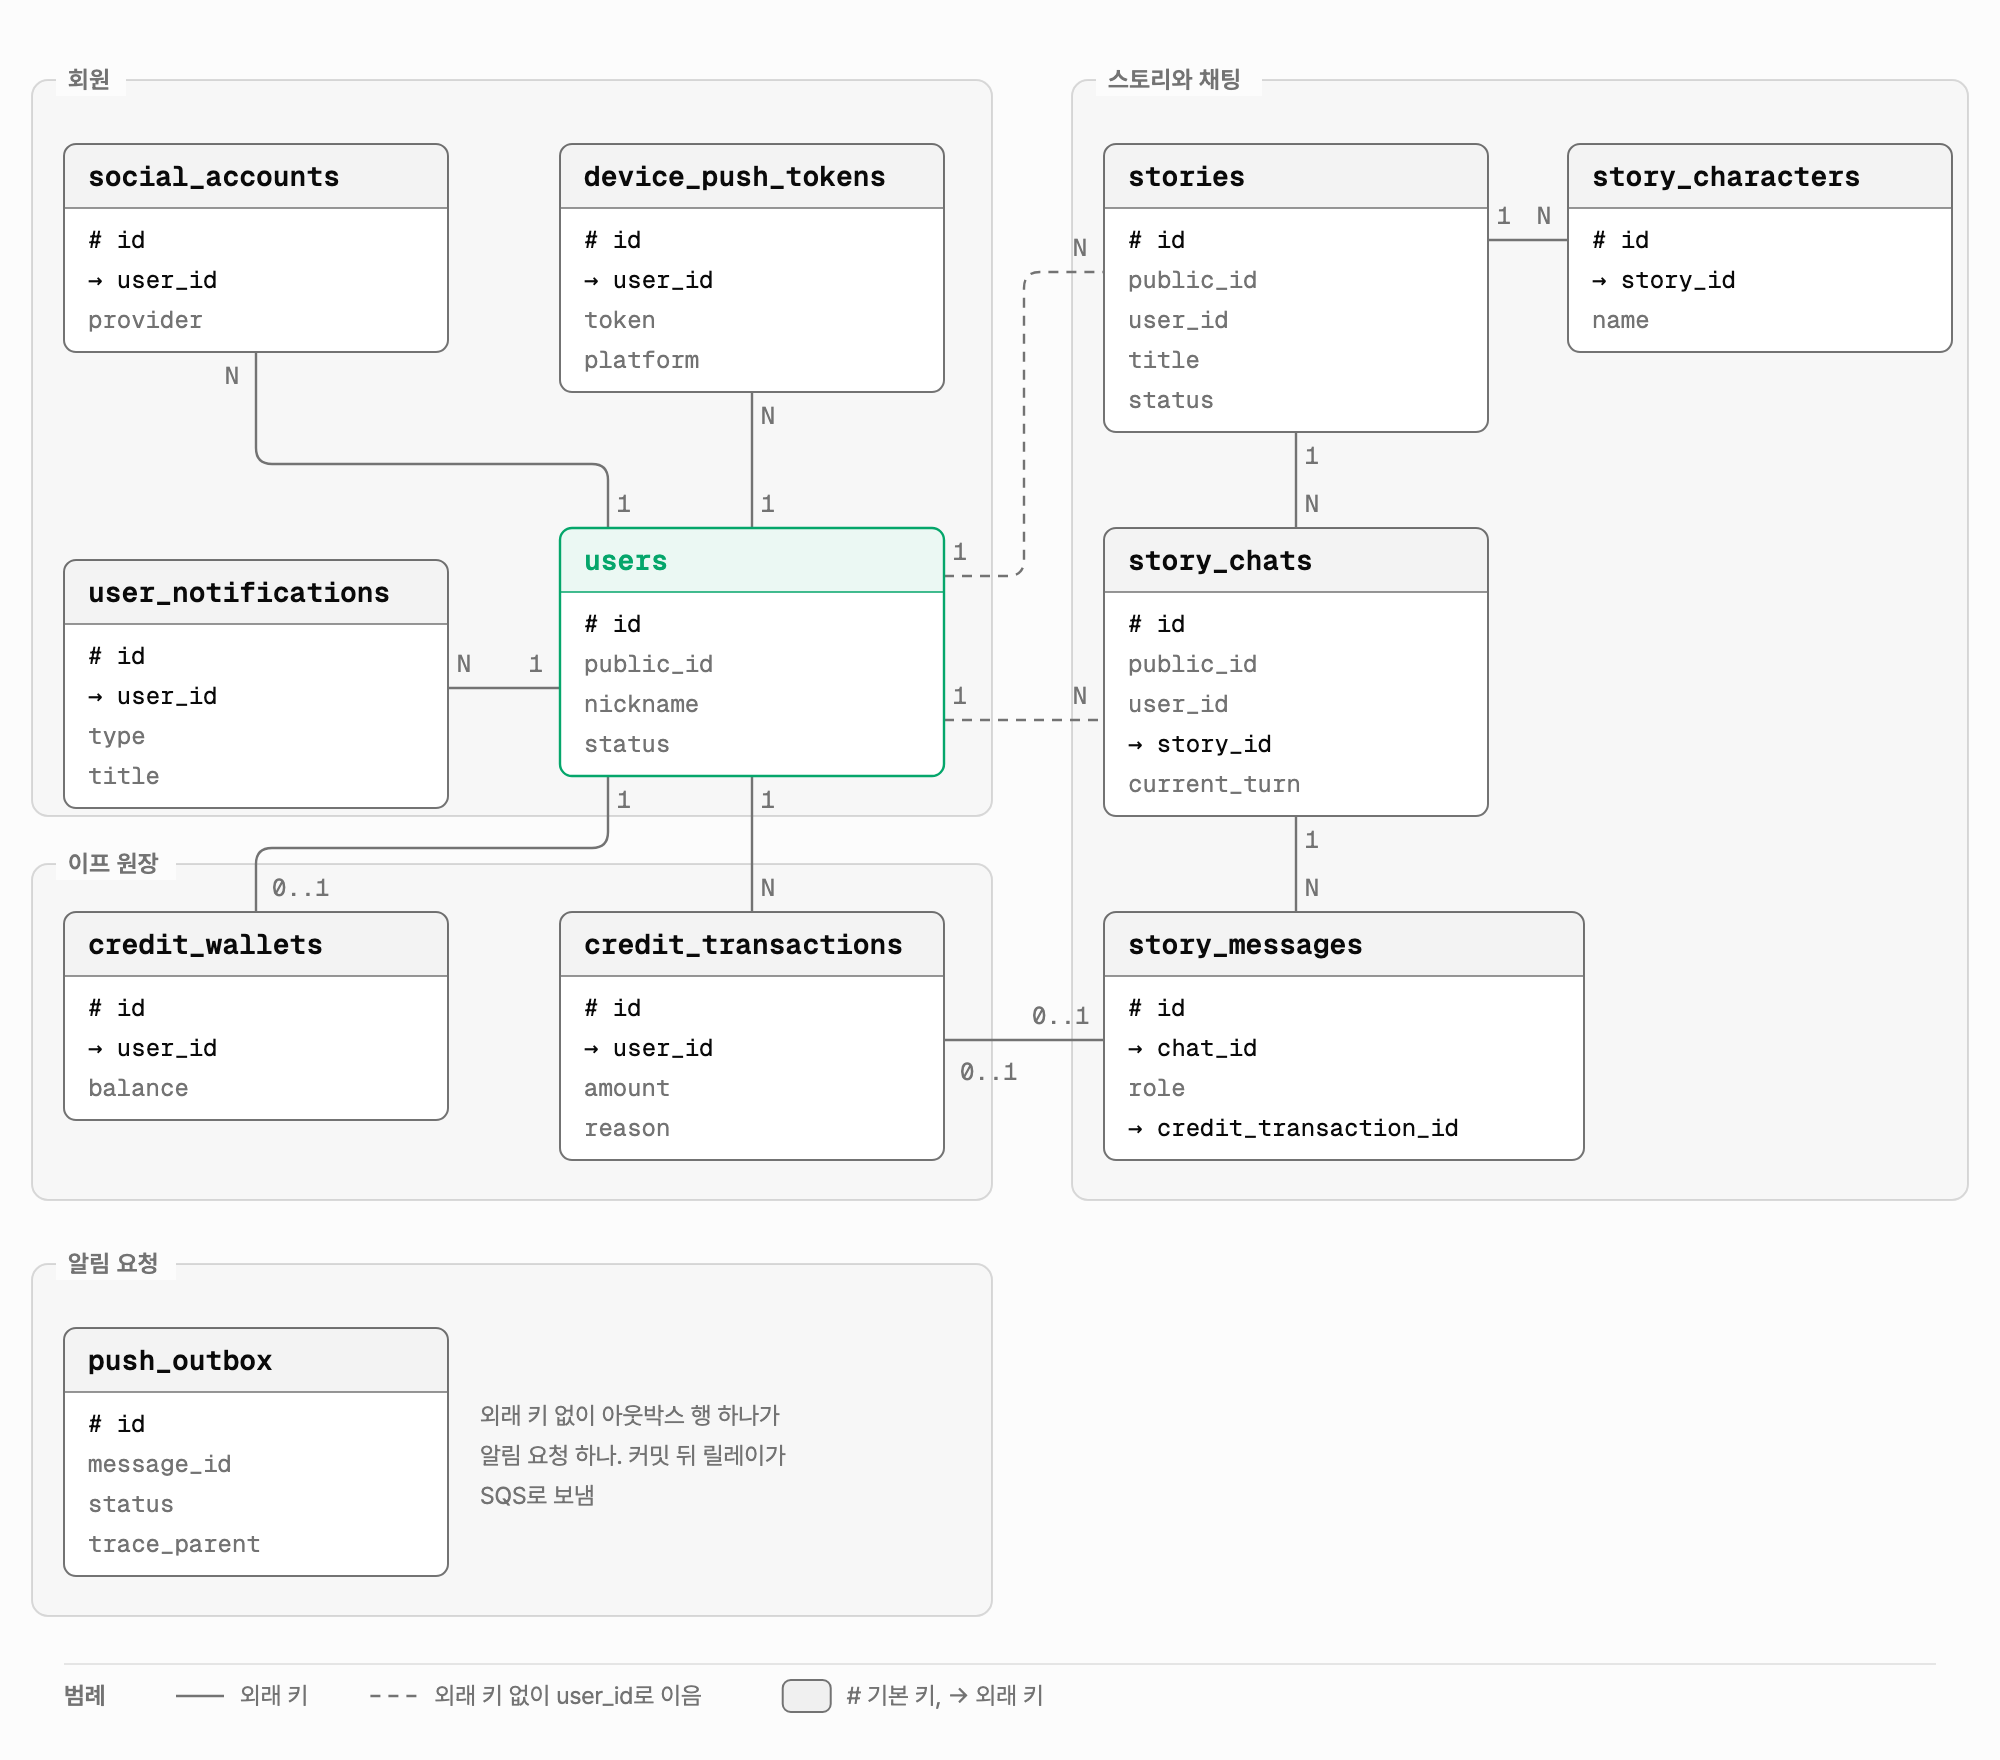 회원
social_accounts
# id
→ user_id
provider
N
device_push_tokens
# id
→ user_id
token
platform
N
1
1
user_notifications
# id
→ user_id
type
title
N 1
users
# id
public_id
nickname
status
1
1
1
1
N
N
스토리와 채팅
stories
# id
public_id
user_id
title
status
1 N
story_characters
# id
→ story_id
name
1
N
story_chats
# id
public_id
user_id
→ story_id
current_turn
1
N
story_messages
# id
→ chat_id
role
→ credit_transaction_id
이프 원장
0..1
credit_wallets
# id
→ user_id
balance
N
credit_transactions
# id
→ user_id
amount
reason
0..1
0..1
알림 요청
push_outbox
# id
message_id
status
trace_parent
외래 키 없이 아웃박스 행 하나가
알림 요청 하나. 커밋 뒤 릴레이가
SQS로 보냄
범례
외래 키
외래 키 없이 user_id로 이음
# 기본 키, → 외래 키